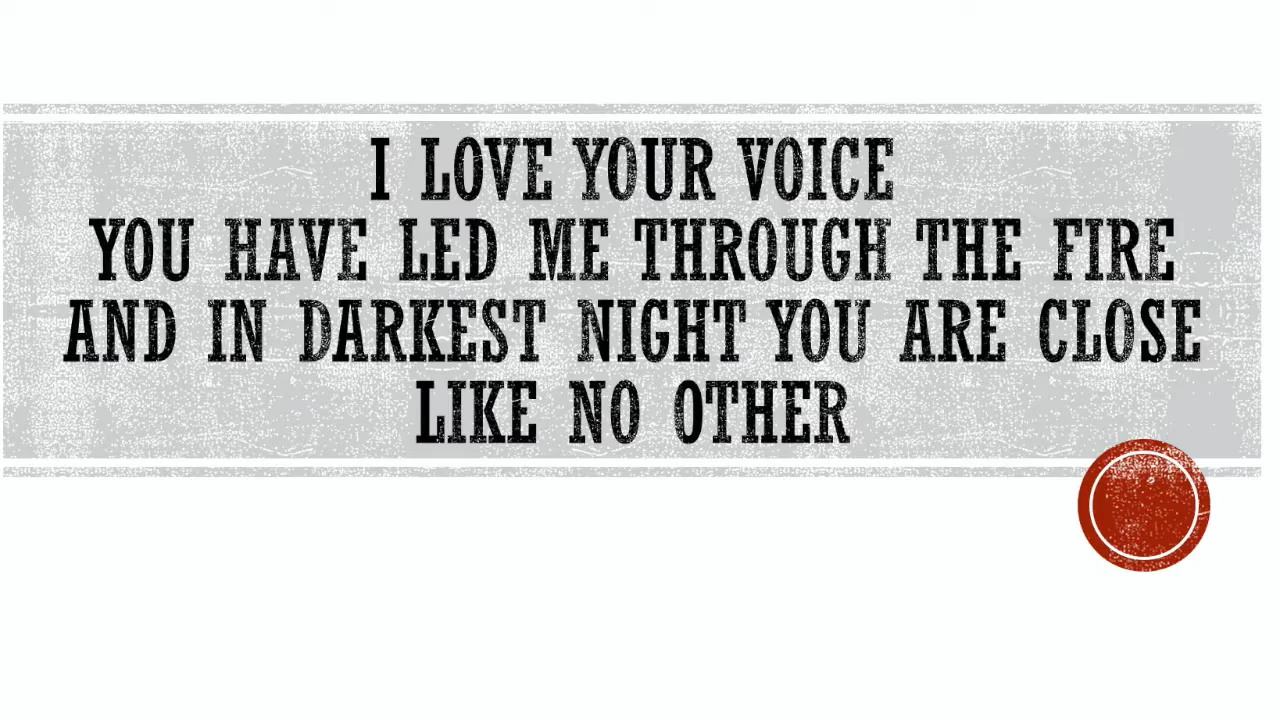 I LOVE YOUR VOICE
YOU HAVE LED ME THROUGH THE FIRE
AND IN DARKEST NIGHT YOU ARE CLOSE
LIKE NO OTHER